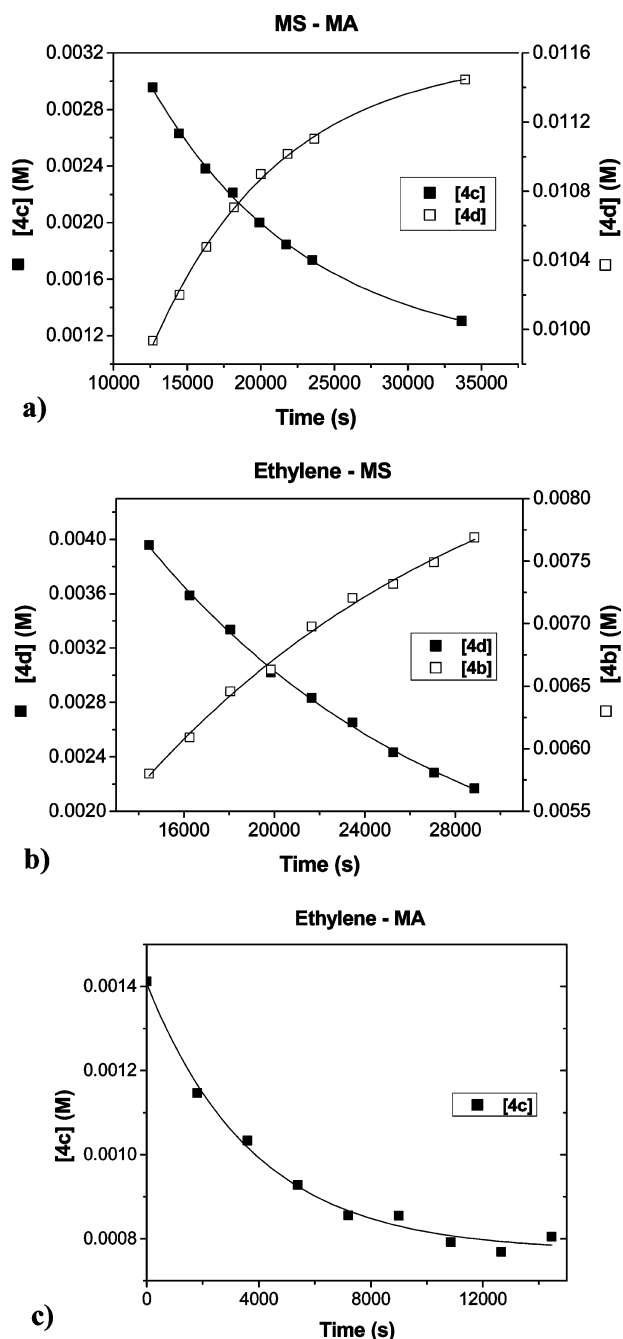 MS - MA
0.0032
0.0028
0.0024
0.0020
0.0016
0.0012
[4c] (M)
0.0116
0.0112
0.0108
0.0104
0.0100
[4d] (M)
[4c]
[4d]
10000 15000 20000 25000 30000 35000
Time (s)
a)
Ethylene - MS
0.0040
0.0036
0.0032
0.0028
0.0024
0.0020
[4d] (M)
0.0080
0.0075
0.0070
0.0065
0.0060
0.0055
[4b] (M)
[4d]
[4b]
16000 20000 24000 28000
Time (s)
b)
Ethylene - MA
0.0014
0.0012
0.0010
0.0008
[4c] (M)
[4c]
0 4000 8000 12000
Time (s)
c)